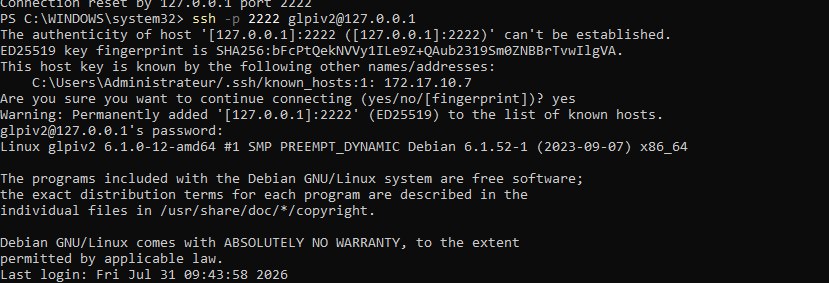 Connection reset by 127.0.0.1 port 2222
PS C:\WINDOWS\system32> ssh -p 2222 glpiv2@127.0.0.1
The authenticity of host '[127.0.0.1]:2222 ([127.0.0.1]:2222)' can't be established.
ED25519 key fingerprint is SHA256:bFcPtQekNVVy1ILe9Z+QAub2319Sm0ZNBBrTvwIlgVA.
This host key is known by the following other names/addresses:
    C:\Users\Administrateur/.ssh/known_hosts:1: 172.17.10.7
Are you sure you want to continue connecting (yes/no/[fingerprint])? yes
Warning: Permanently added '[127.0.0.1]:2222' (ED25519) to the list of known hosts.
glpiv2@127.0.0.1's password:
Linux glpiv2 6.1.0-12-amd64 #1 SMP PREEMPT_DYNAMIC Debian 6.1.52-1 (2023-09-07) x86_64

The programs included with the Debian GNU/Linux system are free software;
the exact distribution terms for each program are described in the
individual files in /usr/share/doc/*/copyright.

Debian GNU/Linux comes with ABSOLUTELY NO WARRANTY, to the extent
permitted by applicable law.
Last login: Fri Jul 31 09:43:58 2026